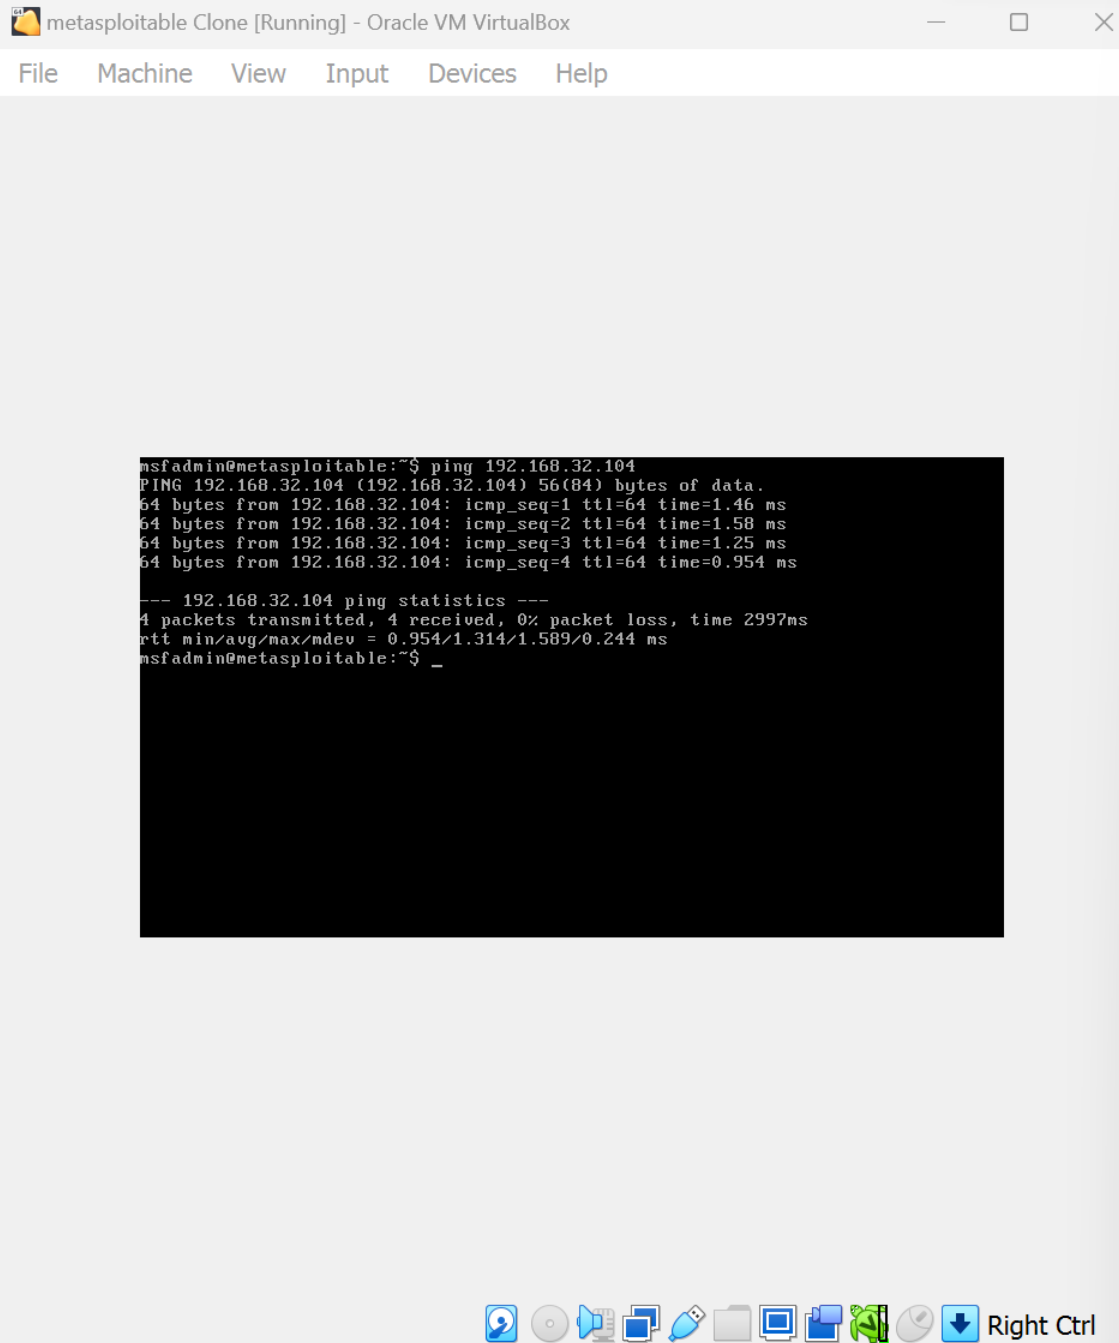 metasploitable Clone [Running] - Oracle VM VirtualBox
File Machine View Input Devices Help
msfadmin@metasploitable:~$ ping 192.168.32.104
PING 192.168.32.104 (192.168.32.104) 56(84) bytes of data.
64 bytes from 192.168.32.104: icmp_seq=1 ttl=64 time=1.46 ms
64 bytes from 192.168.32.104: icmp_seq=2 ttl=64 time=1.58 ms
64 bytes from 192.168.32.104: icmp_seq=3 ttl=64 time=1.25 ms
64 bytes from 192.168.32.104: icmp_seq=4 ttl=64 time=0.954 ms
--- 192.168.32.104 ping statistics ---
4 packets transmitted, 4 received, 0% packet loss, time 2997ms
rtt min/avg/max/mdev = 0.954/1.314/1.589/0.244 ms
msfadmin@metasploitable:~$ _
Right Ctrl